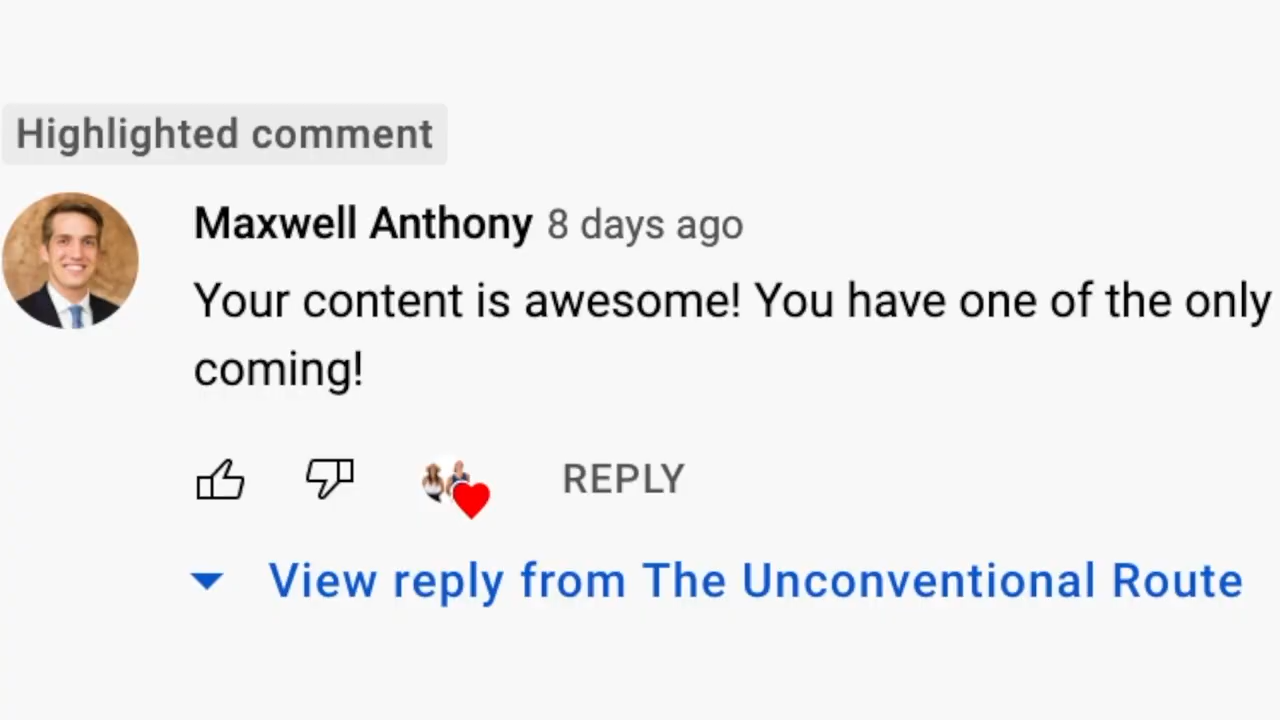 Highlighted comment
Maxwell Anthony 8 days ago
Your content is awesome! You have one of the only
coming!
REPLY
View reply from The Unconventional Route